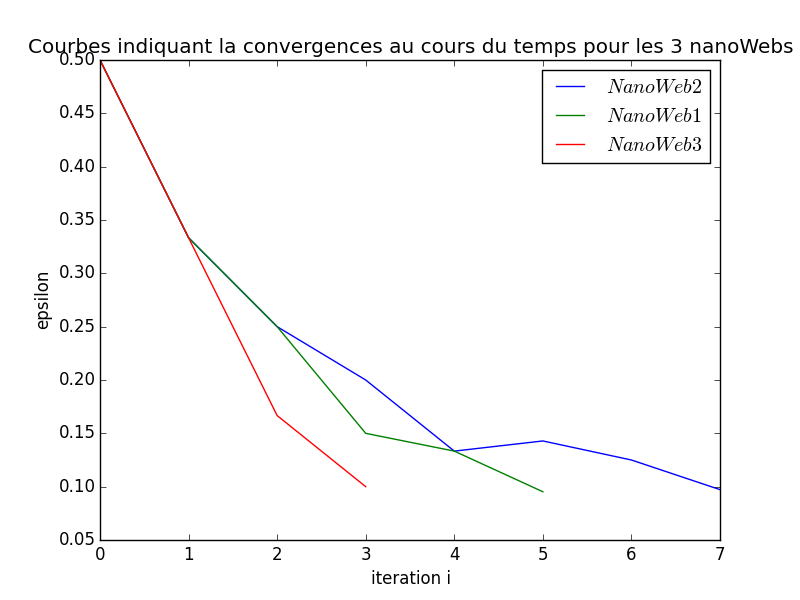 Courbes indiquant la convergences au cours du temps pour les 3 nanoWebs
0.50
0.45
0.40
0.35
0.30
0.25
0.20
0.15
0.10
0.05
epsilon
NanoWeb2
NanoWeb1
NanoWeb3
0 1 2 3 4 5 6 7
iteration i